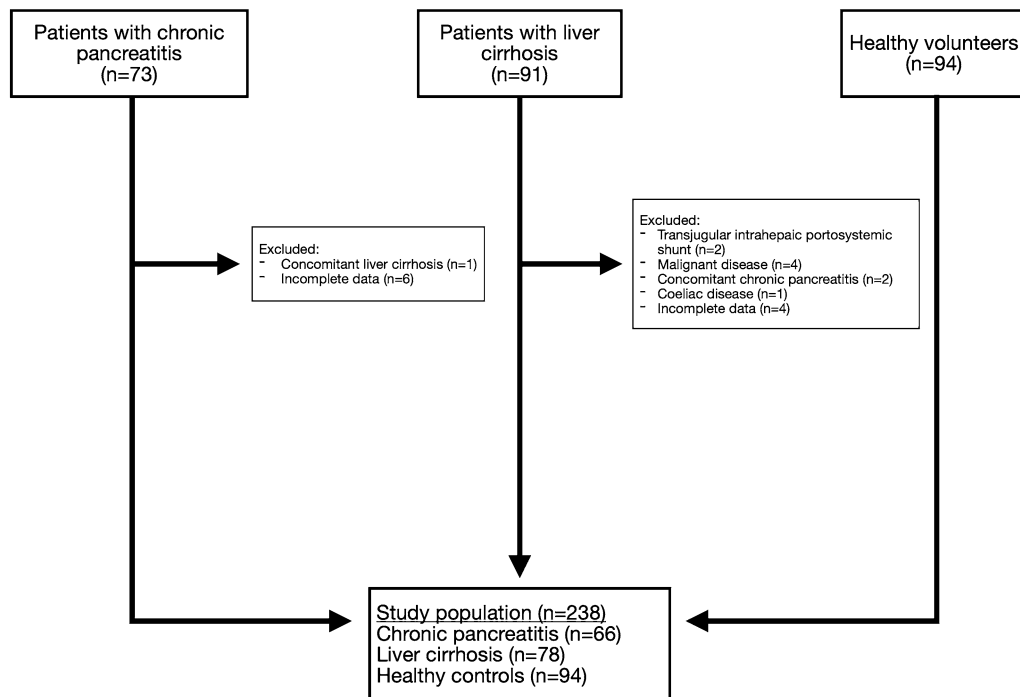 Patients with chronic
pancreatitis
(n=73)
Patients with liver
cirrhosis
(n=91)
Healthy volunteers
(n=94)
Excluded:
- Concomitant liver cirrhosis (n=1)
- Incomplete data (n=6)
Excluded:
- Transjugular intrahepaic portosystemic
shunt (n=2)
- Malignant disease (n=4)
- Concomitant chronic pancreatitis (n=2)
- Coeliac disease (n=1)
- Incomplete data (n=4)
Study population (n=238)
Chronic pancreatitis (n=66)
Liver cirrhosis (n=78)
Healthy controls (n=94)